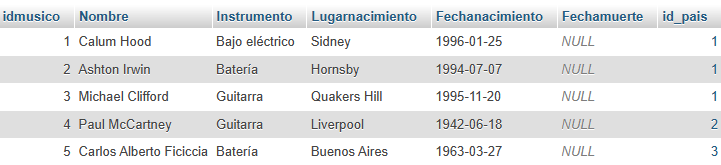 idmusico Nombre Instrumento Lugarnacimiento Fechanacimiento Fechamuerte id_pais
1 Calum Hood Bajo eléctrico Sidney 1996-01-25 NULL 1
2 Ashton Irwin Batería Hornsby 1994-07-07 NULL 1
3 Michael Clifford Guitarra Quakers Hill 1995-11-20 NULL 1
4 Paul McCartney Guitarra Liverpool 1942-06-18 NULL 2
5 Carlos Alberto Ficiccia Batería Buenos Aires 1963-03-27 NULL 3